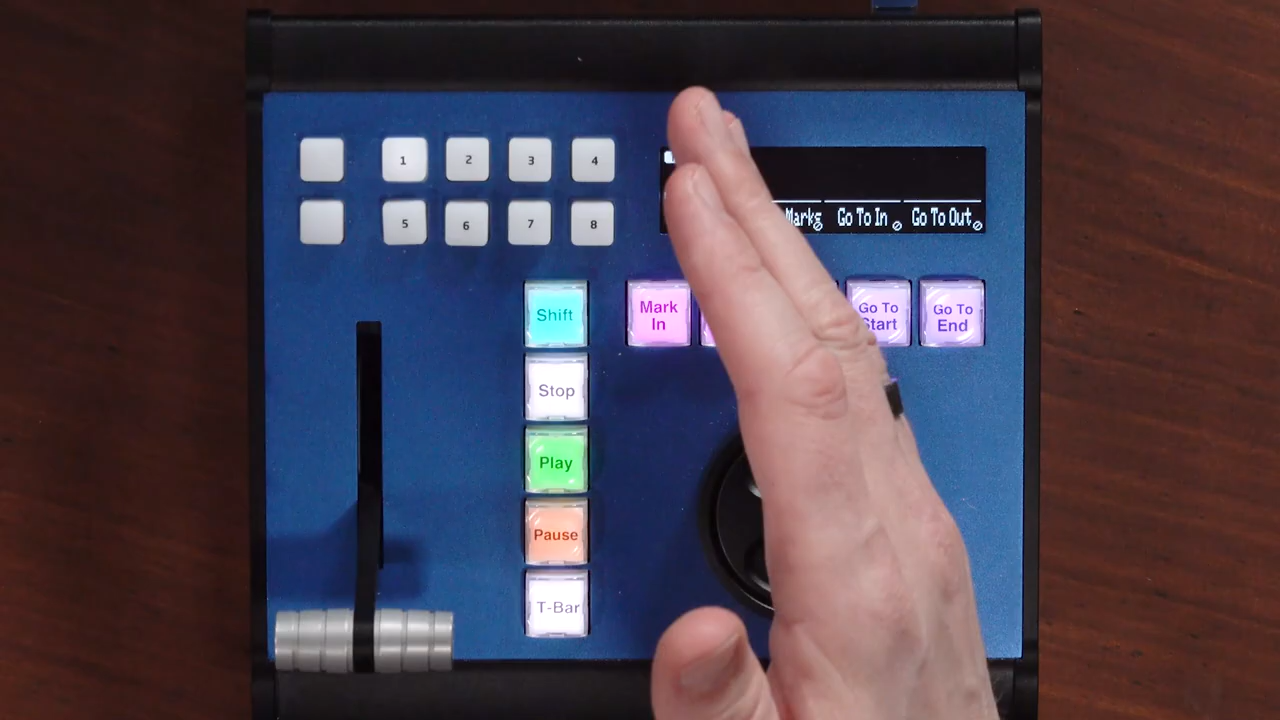 1 2 3 4
5 6 7 8
Marks Go To In Go To Out
Shift
Mark In
Go To Start
Go To End
Stop
Play
Pause
T-Bar